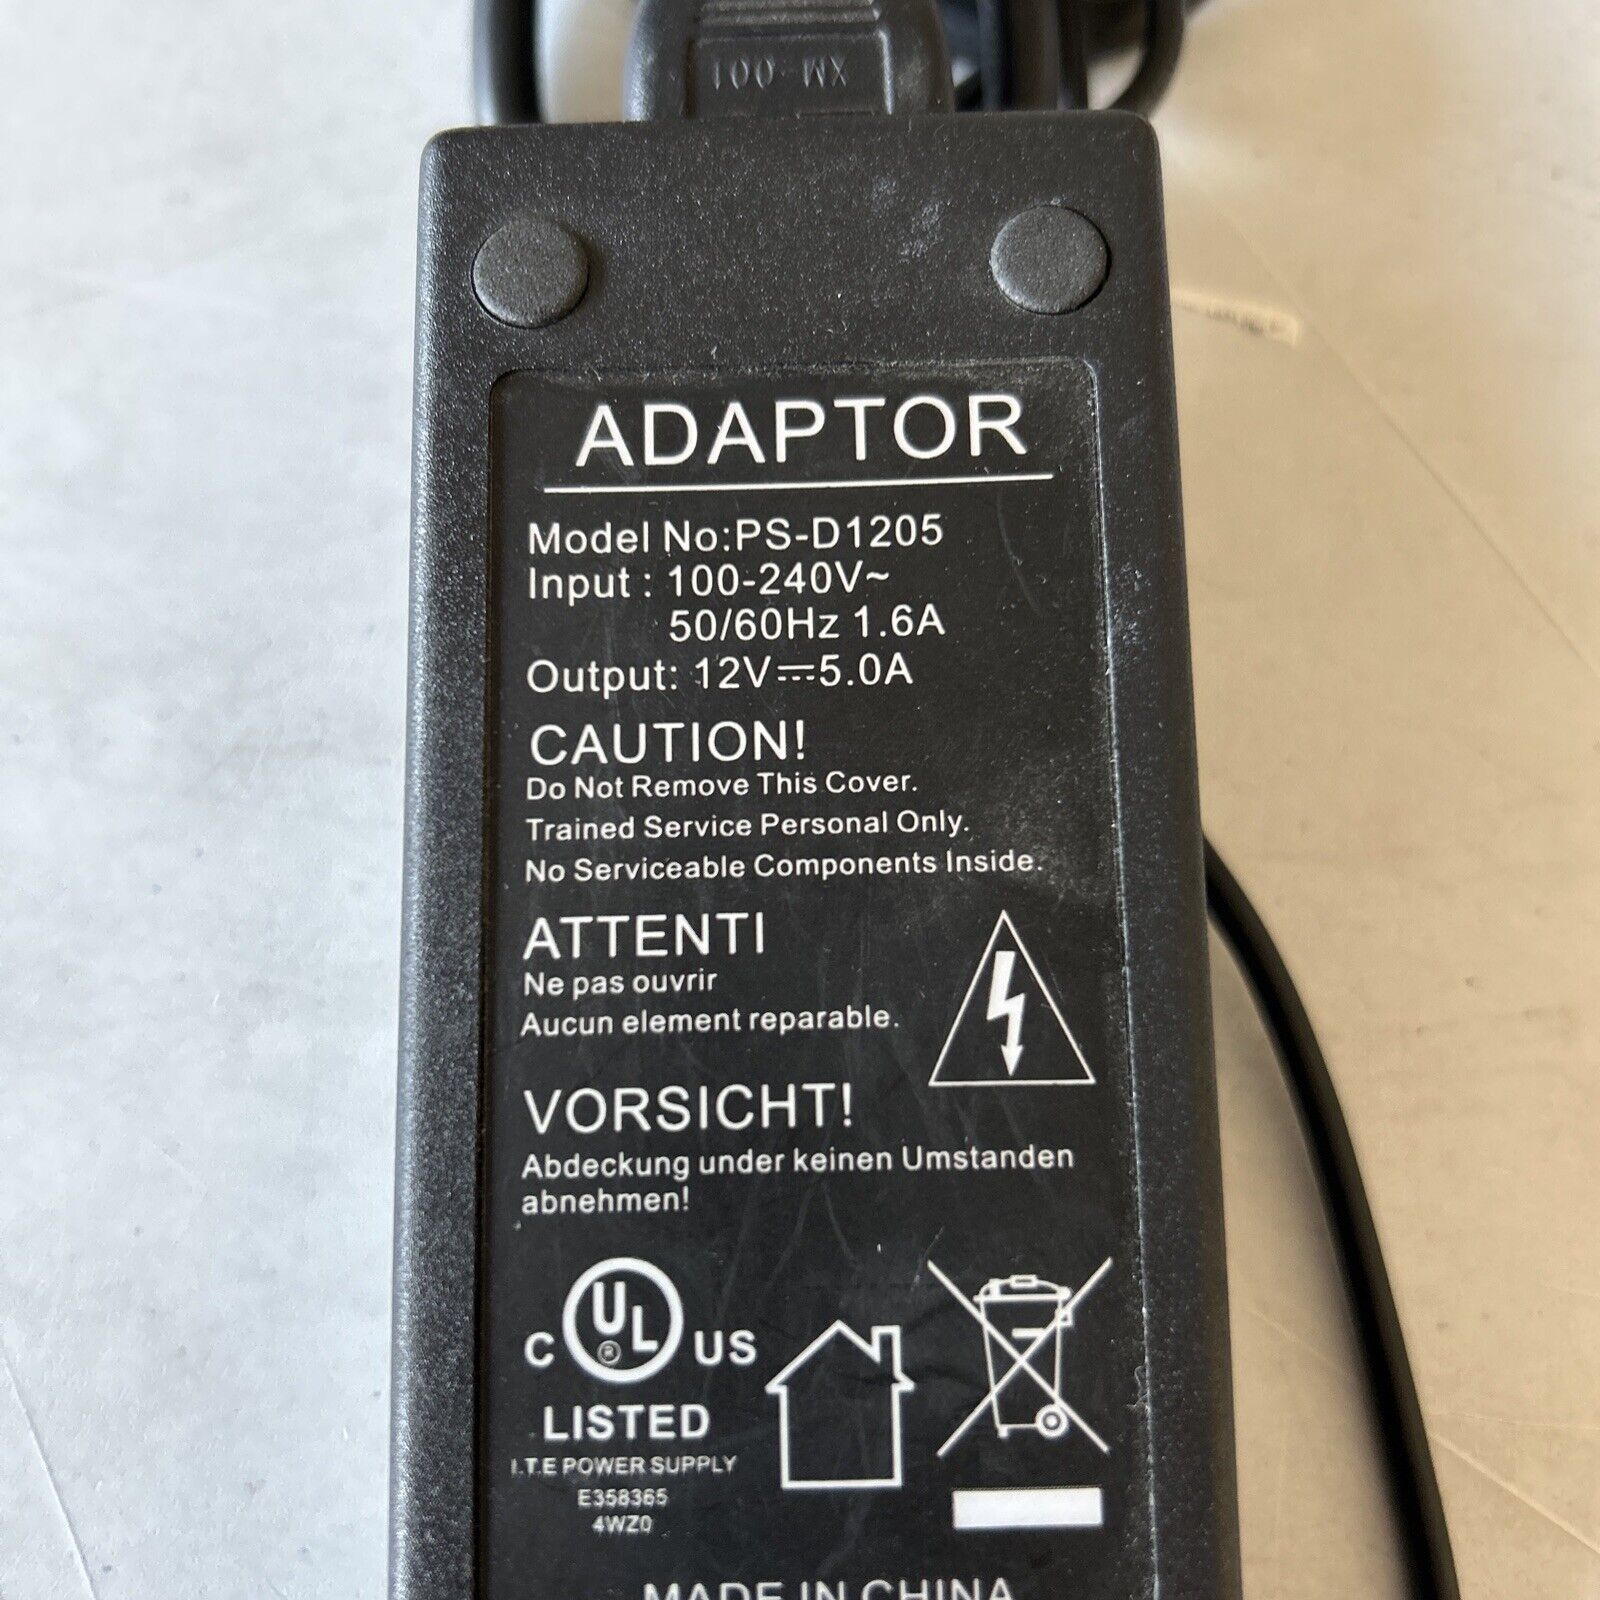 XM-001
ADAPTOR
Model No:PS-D1205
Input : 100-240V~
50/60Hz 1.6A
Output: 12V⎓5.0A
CAUTION!
Do Not Remove This Cover.
Trained Service Personal Only.
No Serviceable Components Inside.
ATTENTI
Ne pas ouvrir
Aucun element reparable.
VORSICHT!
Abdeckung under keinen Umstanden
abnehmen!
C UL ® US
LISTED
I.T.E POWER SUPPLY
E358365
4WZ0
MADE IN CHINA